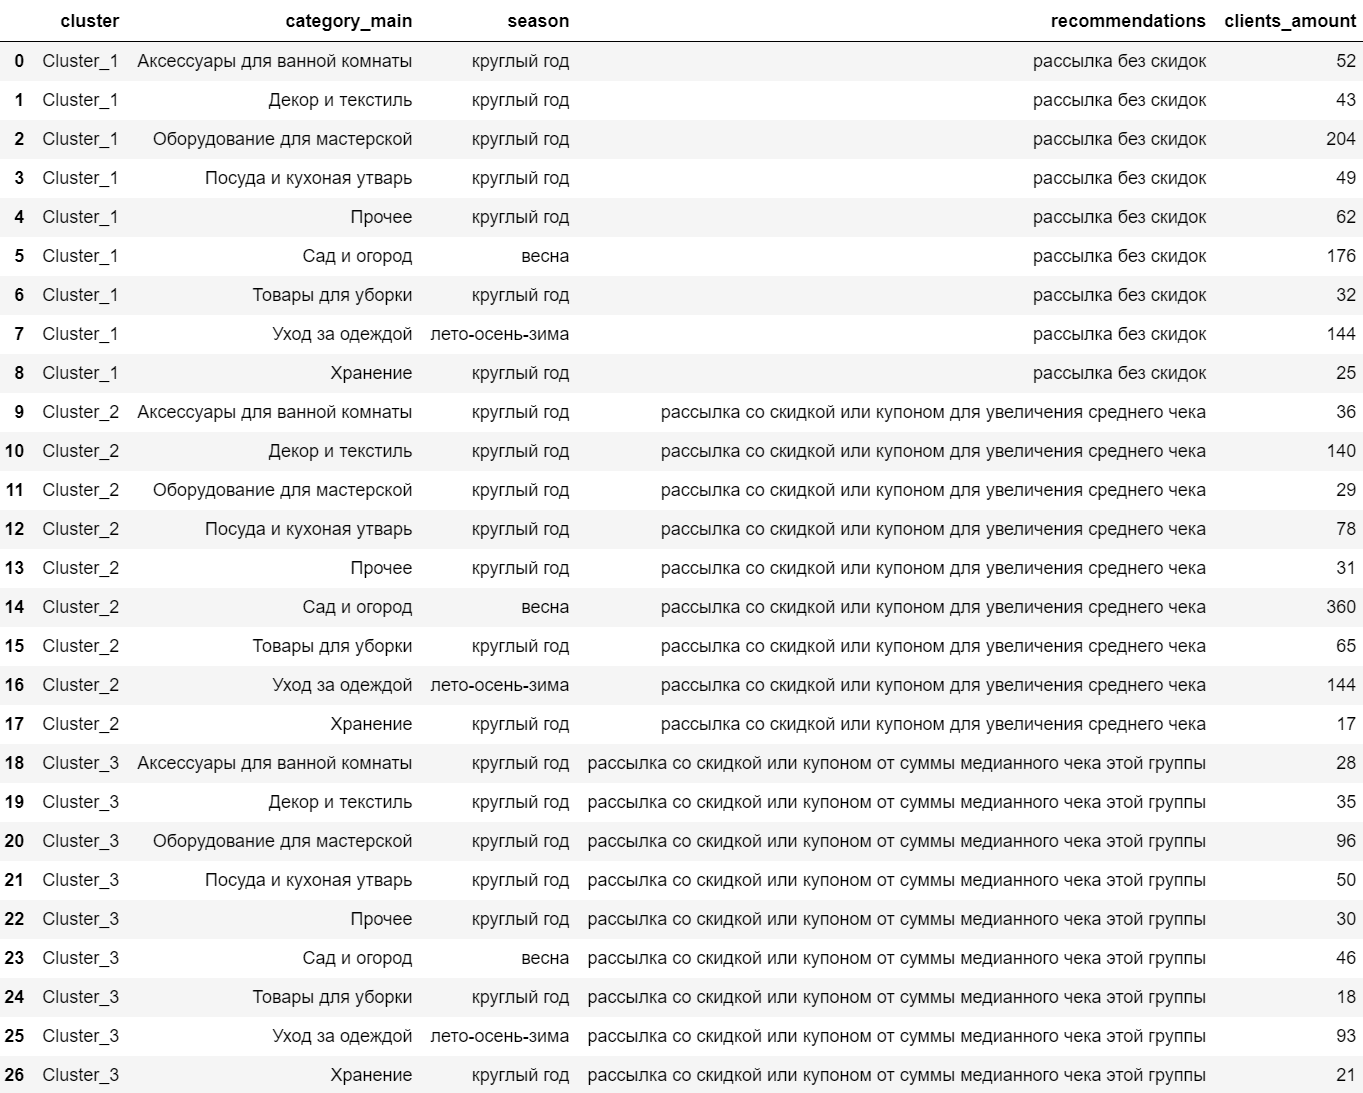 cluster category_main season recommendations clients_amount
0 Cluster_1 Аксессуары для ванной комнаты круглый год рассылка без скидок 52
1 Cluster_1 Декор и текстиль круглый год рассылка без скидок 43
2 Cluster_1 Оборудование для мастерской круглый год рассылка без скидок 204
3 Cluster_1 Посуда и кухоная утварь круглый год рассылка без скидок 49
4 Cluster_1 Прочее круглый год рассылка без скидок 62
5 Cluster_1 Сад и огород весна рассылка без скидок 176
6 Cluster_1 Товары для уборки круглый год рассылка без скидок 32
7 Cluster_1 Уход за одеждой лето-осень-зима рассылка без скидок 144
8 Cluster_1 Хранение круглый год рассылка без скидок 25
9 Cluster_2 Аксессуары для ванной комнаты круглый год рассылка со скидкой или купоном для увеличения среднего чека 36
10 Cluster_2 Декор и текстиль круглый год рассылка со скидкой или купоном для увеличения среднего чека 140
11 Cluster_2 Оборудование для мастерской круглый год рассылка со скидкой или купоном для увеличения среднего чека 29
12 Cluster_2 Посуда и кухоная утварь круглый год рассылка со скидкой или купоном для увеличения среднего чека 78
13 Cluster_2 Прочее круглый год рассылка со скидкой или купоном для увеличения среднего чека 31
14 Cluster_2 Сад и огород весна рассылка со скидкой или купоном для увеличения среднего чека 360
15 Cluster_2 Товары для уборки круглый год рассылка со скидкой или купоном для увеличения среднего чека 65
16 Cluster_2 Уход за одеждой лето-осень-зима рассылка со скидкой или купоном для увеличения среднего чека 144
17 Cluster_2 Хранение круглый год рассылка со скидкой или купоном для увеличения среднего чека 17
18 Cluster_3 Аксессуары для ванной комнаты круглый год рассылка со скидкой или купоном от суммы медианного чека этой группы 28
19 Cluster_3 Декор и текстиль круглый год рассылка со скидкой или купоном от суммы медианного чека этой группы 35
20 Cluster_3 Оборудование для мастерской круглый год рассылка со скидкой или купоном от суммы медианного чека этой группы 96
21 Cluster_3 Посуда и кухоная утварь круглый год рассылка со скидкой или купоном от суммы медианного чека этой группы 50
22 Cluster_3 Прочее круглый год рассылка со скидкой или купоном от суммы медианного чека этой группы 30
23 Cluster_3 Сад и огород весна рассылка со скидкой или купоном от суммы медианного чека этой группы 46
24 Cluster_3 Товары для уборки круглый год рассылка со скидкой или купоном от суммы медианного чека этой группы 18
25 Cluster_3 Уход за одеждой лето-осень-зима рассылка со скидкой или купоном от суммы медианного чека этой группы 93
26 Cluster_3 Хранение круглый год рассылка со скидкой или купоном от суммы медианного чека этой группы 21